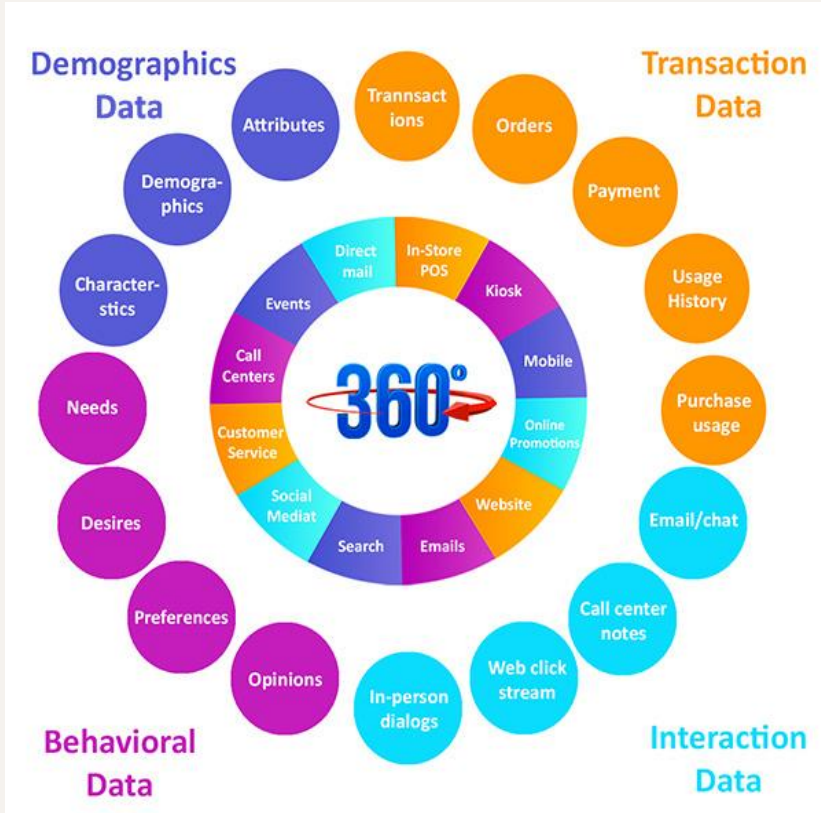 Demographics
Data
Transaction
Data
Attributes
Trannsact
ions
Orders
Demogra-
phics
Payment
Character-
stics
Usage
History
Needs
Purchase
usage
Desires
Email/chat
Preferences
Call center
notes
Opinions
Web click
stream
In-person
dialogs
Direct
mail
In-Store
POS
Events
Kiosk
Call
Centers
Mobile
Customer
Service
Online
Promotions
Social
Mediat
Website
Search
Emails
360°
Behavioral
Data
Interaction
Data